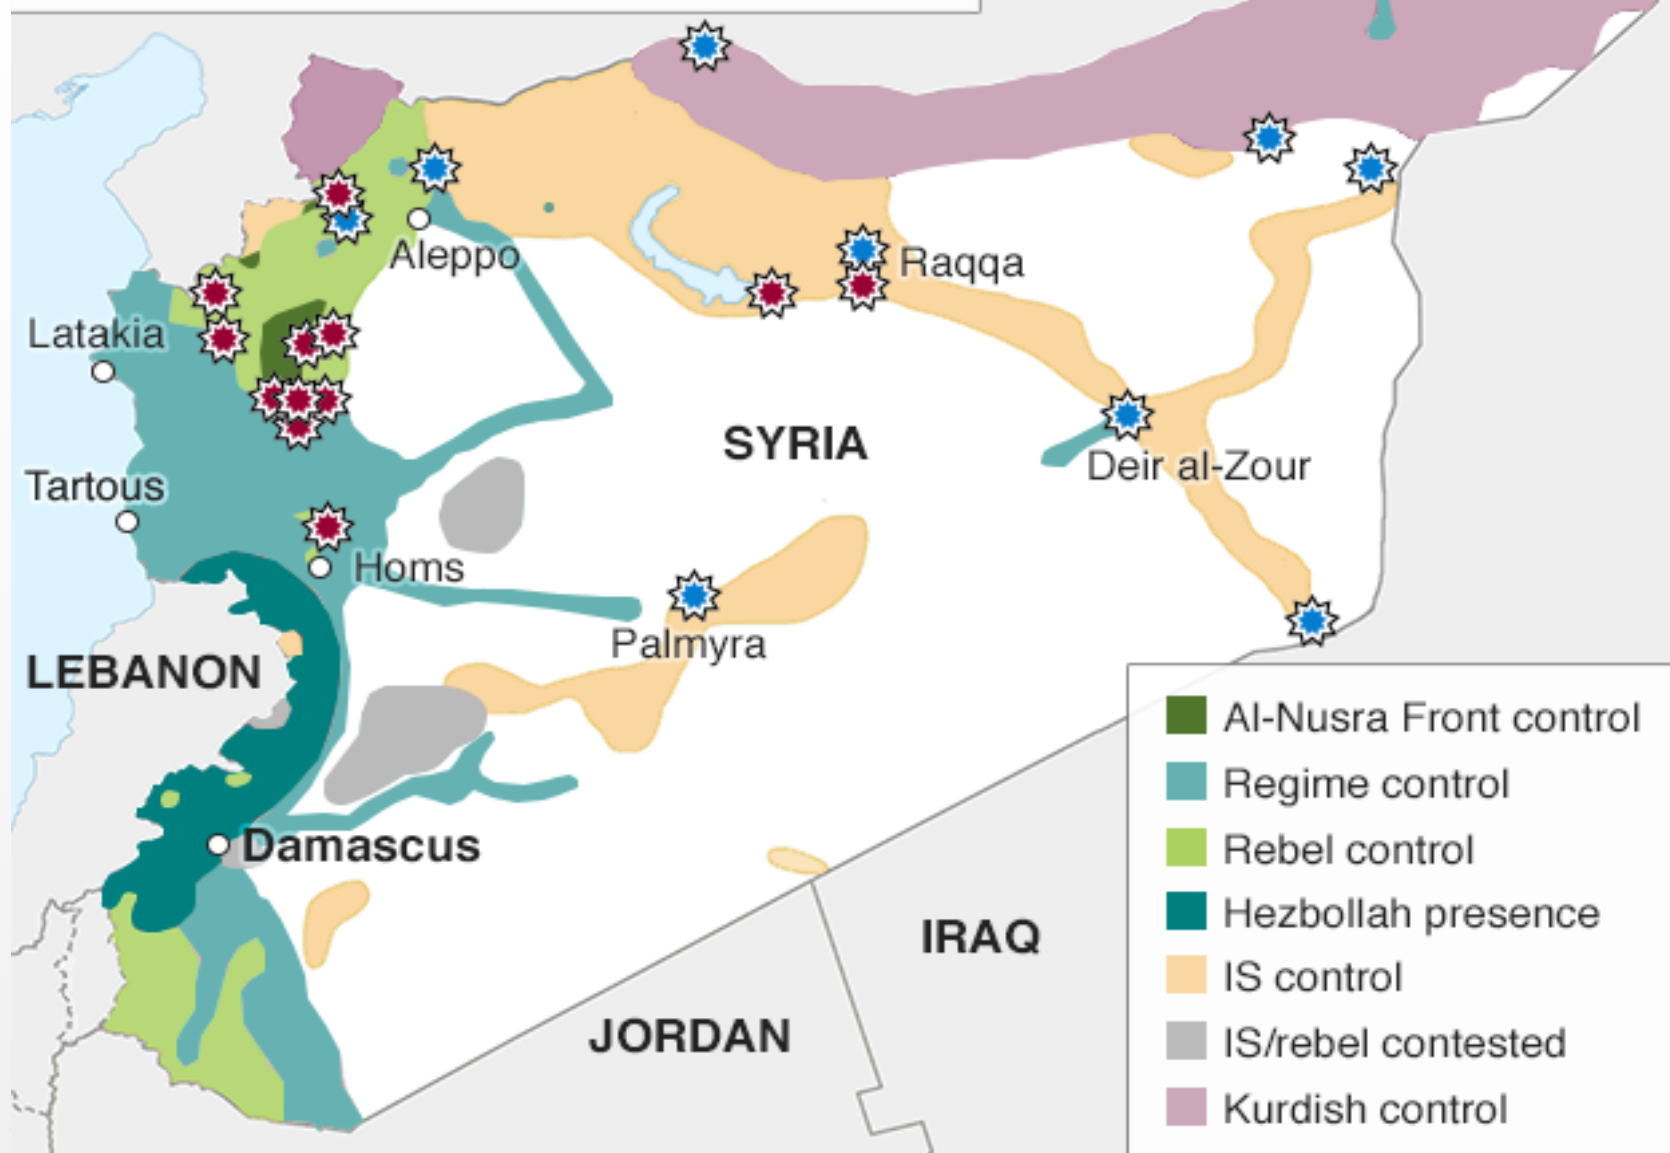 Aleppo
Raqqa
Latakia
SYRIA
Deir al-Zour
Tartous
Homs
Palmyra
LEBANON
Damascus
IRAQ
JORDAN
Al-Nusra Front control
Regime control
Rebel control
Hezbollah presence
IS control
IS/rebel contested
Kurdish control